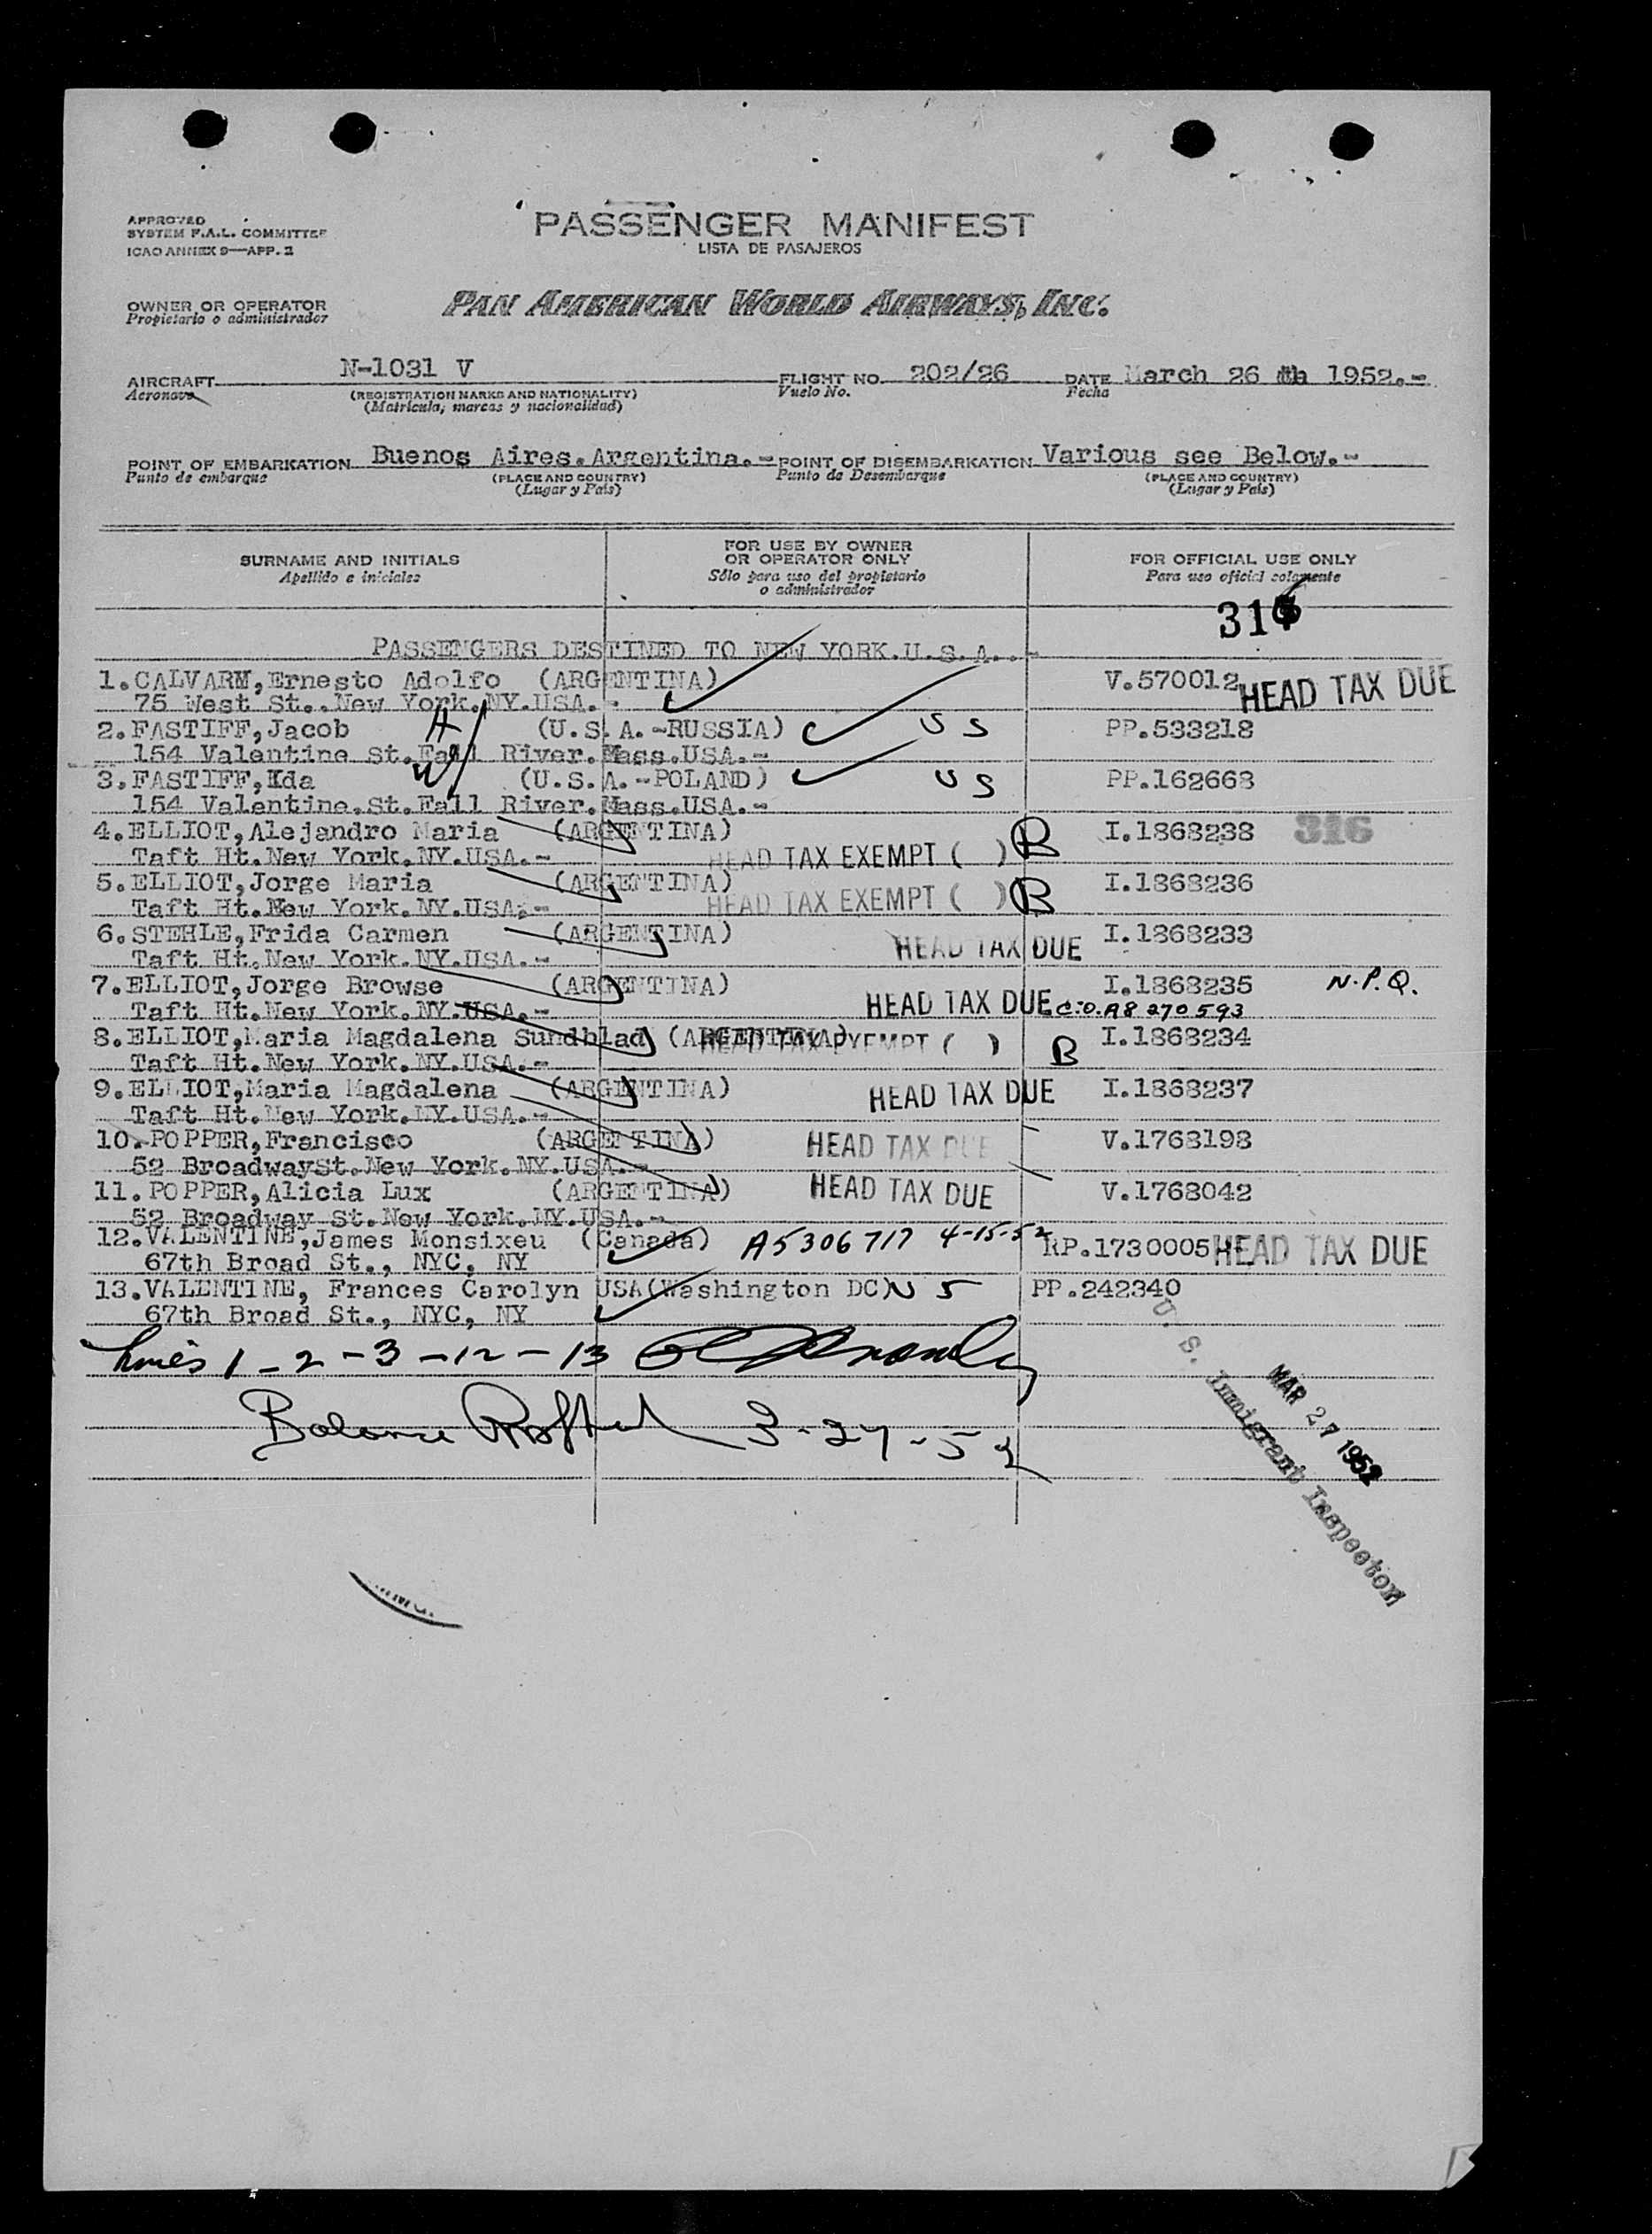 APPROVED
SYSTEM F.A.L. COMMITTEE
ICAO ANNEX 9—APP. 2
PASSENGER MANIFEST
LISTA DE PASAJEROS
OWNER OR OPERATOR
Propietario o administrador
PAN AMERICAN WORLD AIRWAYS, INC.
AIRCRAFT N-1031 V FLIGHT NO. 202/26 DATE March 26 th 1952.-
Aeronave (REGISTRATION MARKS AND NATIONALITY) Vuelo No. Fecha
(Matricula, marcas y nacionalidad)
POINT OF EMBARKATION Buenos Aires.Argentina.- POINT OF DISEMBARKATION Various see Below.-
Punto de embarque (PLACE AND COUNTRY) Punto de Desembarque (PLACE AND COUNTRY)
(Lugar y País) (Lugar y País)
SURNAME AND INITIALS FOR USE BY OWNER OR OPERATOR ONLY FOR OFFICIAL USE ONLY
Apellido e iniciales Sólo para uso del propietario o administrador Para uso oficial solamente
316
PASSENGERS DESTINED TO NEW YORK.U.S.A..-
1.CALVARM,Ernesto Adolfo (ARGENTINA) V.570012 HEAD TAX DUE
75 West St..New York.NY.USA.-
2.FASTIFF,Jacob H (U.S.A.-RUSSIA) US PP.533218
154 Valentine St.Fall River.Mass.USA.-
3.FASTIFF,Ida W (U.S.A.-POLAND) US PP.162668
154 Valentine.St.Fall River.Mass.USA.-
4.ELLIOT,Alejandro Maria (ARGENTINA) I.1868238 316
Taft Ht.New York.NY.USA.- HEAD TAX EXEMPT ( ) B
5.ELLIOT,Jorge Maria (ARGENTINA) I.1868236
Taft Ht.New York.NY.USA.- HEAD TAX EXEMPT ( ) B
6.STEHLE,Frida Carmen (ARGENTINA) HEAD TAX DUE I.1868233
Taft Ht.New York.NY.USA.-
7.ELLIOT,Jorge Browse (ARGENTINA) I.1868235 N.P.Q.
Taft Ht.New York.NY.USA.- HEAD TAX DUE C.O.A8 270 593
8.ELLIOT,Maria Magdalena Sundblad (ARGENTINA) HEAD TAX EXEMPT ( ) B I.1868234
Taft Ht.New York.NY.USA.-
9.ELLIOT,Maria Magdalena (ARGENTINA) HEAD TAX DUE I.1868237
Taft Ht.New York.NY.USA.-
10.POPPER,Francisco (ARGENTINA) HEAD TAX DUE V.1768198
52 BroadwaySt.New York.NY.USA.-
11.POPPER,Alicia Lux (ARGENTINA) HEAD TAX DUE V.1768042
52 Broadway St.New York.NY.USA.-
12.VALENTINE,James Monsixeu (Canada) A5306717 4-15-52 RP.1730005 HEAD TAX DUE
67th Broad St., NYC, NY
13.VALENTINE, Frances Carolyn USA(Washington DC) US PP.242340
67th Broad St., NYC, NY
lines 1-2-3-12-13
Balance 3-27-52
U. S. Immigrant Inspector
MAR 27 1952